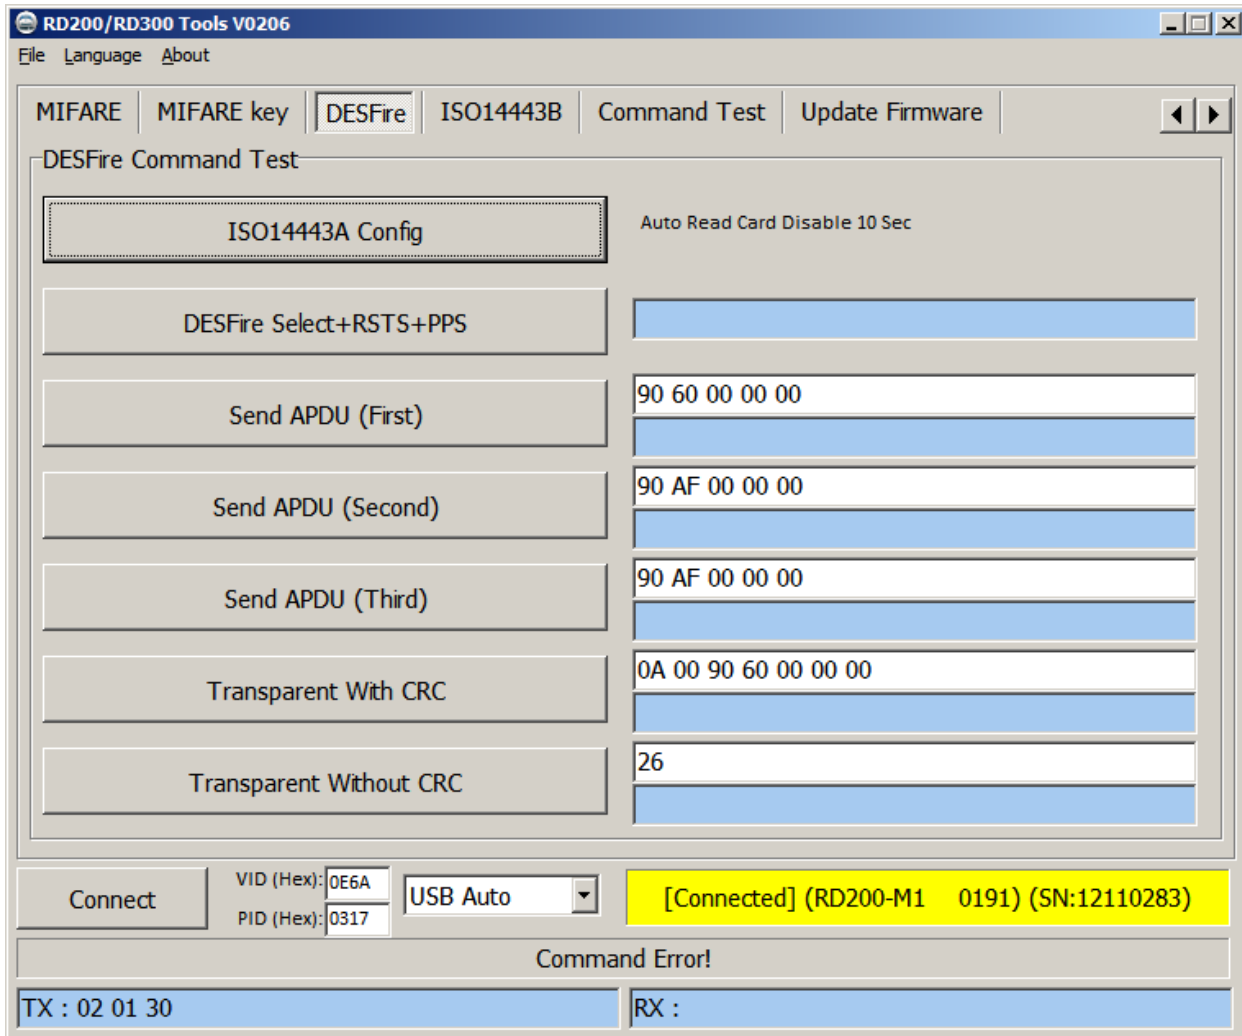 RD200/RD300 Tools V0206
File Language About
MIFARE MIFARE key DESFire ISO14443B Command Test Update Firmware
DESFire Command Test
ISO14443A Config Auto Read Card Disable 10 Sec
DESFire Select+RSTS+PPS
90 60 00 00 00
Send APDU (First)
90 AF 00 00 00
Send APDU (Second)
90 AF 00 00 00
Send APDU (Third)
0A 00 90 60 00 00 00
Transparent With CRC
26
Transparent Without CRC
Connect VID (Hex): 0E6A USB Auto [Connected] (RD200-M1 0191) (SN:12110283)
PID (Hex): 0317
Command Error!
TX : 02 01 30 RX :